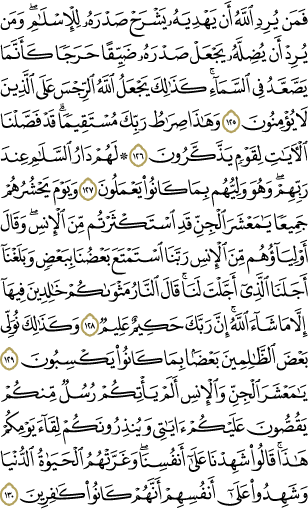 فَمَن يُرِدِ ٱللَّهُ أَن يَهْدِيَهُۥ يَشْرَحْ صَدْرَهُۥ لِلْإِسْلَٰمِۖ وَمَن
يُرِدْ أَن يُضِلَّهُۥ يَجْعَلْ صَدْرَهُۥ ضَيِّقًا حَرَجًا كَأَنَّمَا
يَصَّعَّدُ فِى ٱلسَّمَآءِۚ كَذَٰلِكَ يَجْعَلُ ٱللَّهُ ٱلرِّجْسَ عَلَى ٱلَّذِينَ
لَا يُؤْمِنُونَ ١٢٥ وَهَٰذَا صِرَٰطُ رَبِّكَ مُسْتَقِيمًاۗ قَدْ فَصَّلْنَا
ٱلْءَايَٰتِ لِقَوْمٍ يَذَّكَّرُونَ ١٢٦ ۞ لَهُمْ دَارُ ٱلسَّلَٰمِ عِندَ
رَبِّهِمْۖ وَهُوَ وَلِيُّهُم بِمَا كَانُوا۟ يَعْمَلُونَ ١٢٧ وَيَوْمَ يَحْشُرُهُمْ
جَمِيعًا يَٰمَعْشَرَ ٱلْجِنِّ قَدِ ٱسْتَكْثَرْتُم مِّنَ ٱلْإِنسِۖ وَقَالَ
أَوْلِيَآؤُهُم مِّنَ ٱلْإِنسِ رَبَّنَا ٱسْتَمْتَعَ بَعْضُنَا بِبَعْضٍ وَبَلَغْنَآ
أَجَلَنَا ٱلَّذِىٓ أَجَّلْتَ لَنَاۚ قَالَ ٱلنَّارُ مَثْوَىٰكُمْ خَٰلِدِينَ فِيهَآ
إِلَّا مَا شَآءَ ٱللَّهُۗ إِنَّ رَبَّكَ حَكِيمٌ عَلِيمٌ ١٢٨ وَكَذَٰلِكَ نُوَلِّى
بَعْضَ ٱلظَّٰلِمِينَ بَعْضًۢا بِمَا كَانُوا۟ يَكْسِبُونَ ١٢٩
يَٰمَعْشَرَ ٱلْجِنِّ وَٱلْإِنسِ أَلَمْ يَأْتِكُمْ رُسُلٌ مِّنكُمْ
يَقُصُّونَ عَلَيْكُمْ ءَايَٰتِى وَيُنذِرُونَكُمْ لِقَآءَ يَوْمِكُمْ
هَٰذَاۚ قَالُوا۟ شَهِدْنَا عَلَىٰٓ أَنفُسِنَاۖ وَغَرَّتْهُمُ ٱلْحَيَوٰةُ ٱلدُّنْيَا
وَشَهِدُوا۟ عَلَىٰٓ أَنفُسِهِمْ أَنَّهُمْ كَانُوا۟ كَٰفِرِينَ ١٣٠